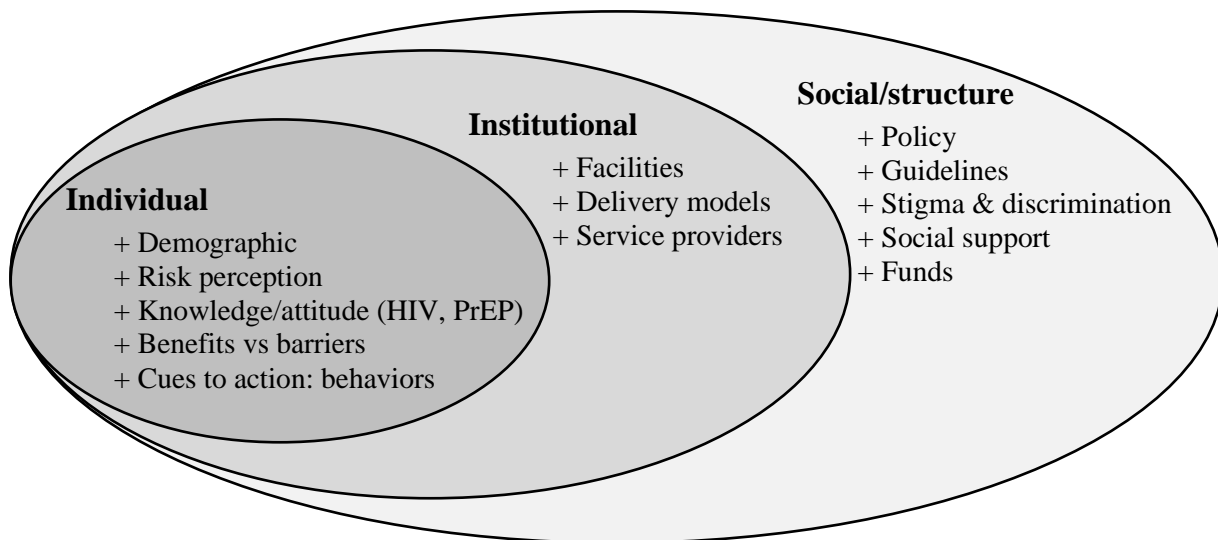 Individual
+ Demographic
+ Risk perception
+ Knowledge/attitude (HIV, PrEP)
+ Benefits vs barriers
+ Cues to action: behaviors
Institutional
+ Facilities
+ Delivery models
+ Service providers
Social/structure
+ Policy
+ Guidelines
+ Stigma & discrimination
+ Social support
+ Funds